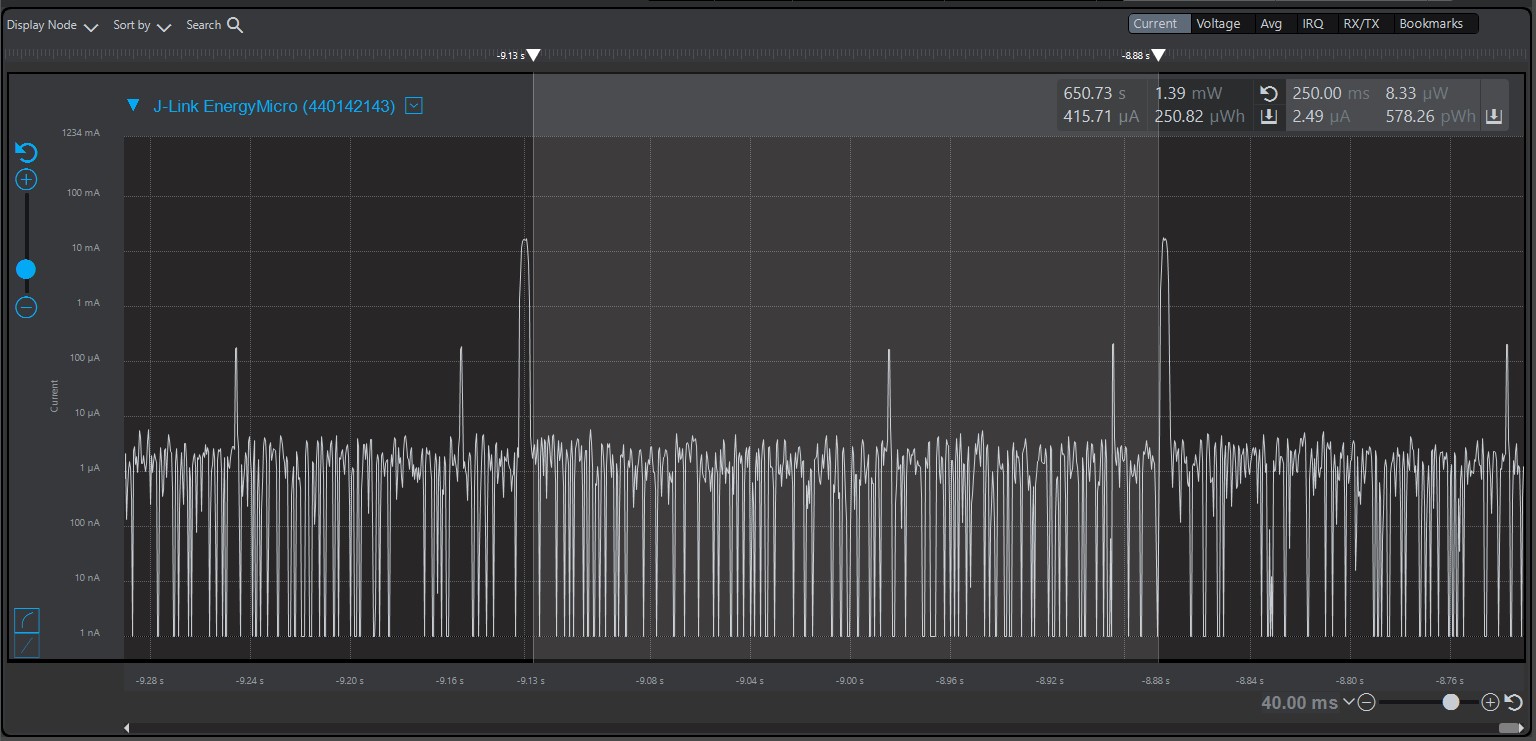 Display Node Sort by Search Current Voltage Avg IRQ RX/TX Bookmarks
-9.13 s -8.88 s
J-Link EnergyMicro (440142143)
650.73 s 1.39 mW 250.00 ms 8.33 µW
415.71 µA 250.82 µWh 2.49 µA 578.26 pWh
1234 mA
100 mA
10 mA
1 mA
100 µA
10 µA
1 µA
100 nA
10 nA
1 nA
Current
-9.28 s -9.24 s -9.20 s -9.16 s -9.13 s -9.08 s -9.04 s -9.00 s -8.96 s -8.92 s -8.88 s -8.84 s -8.80 s -8.76 s
40.00 ms